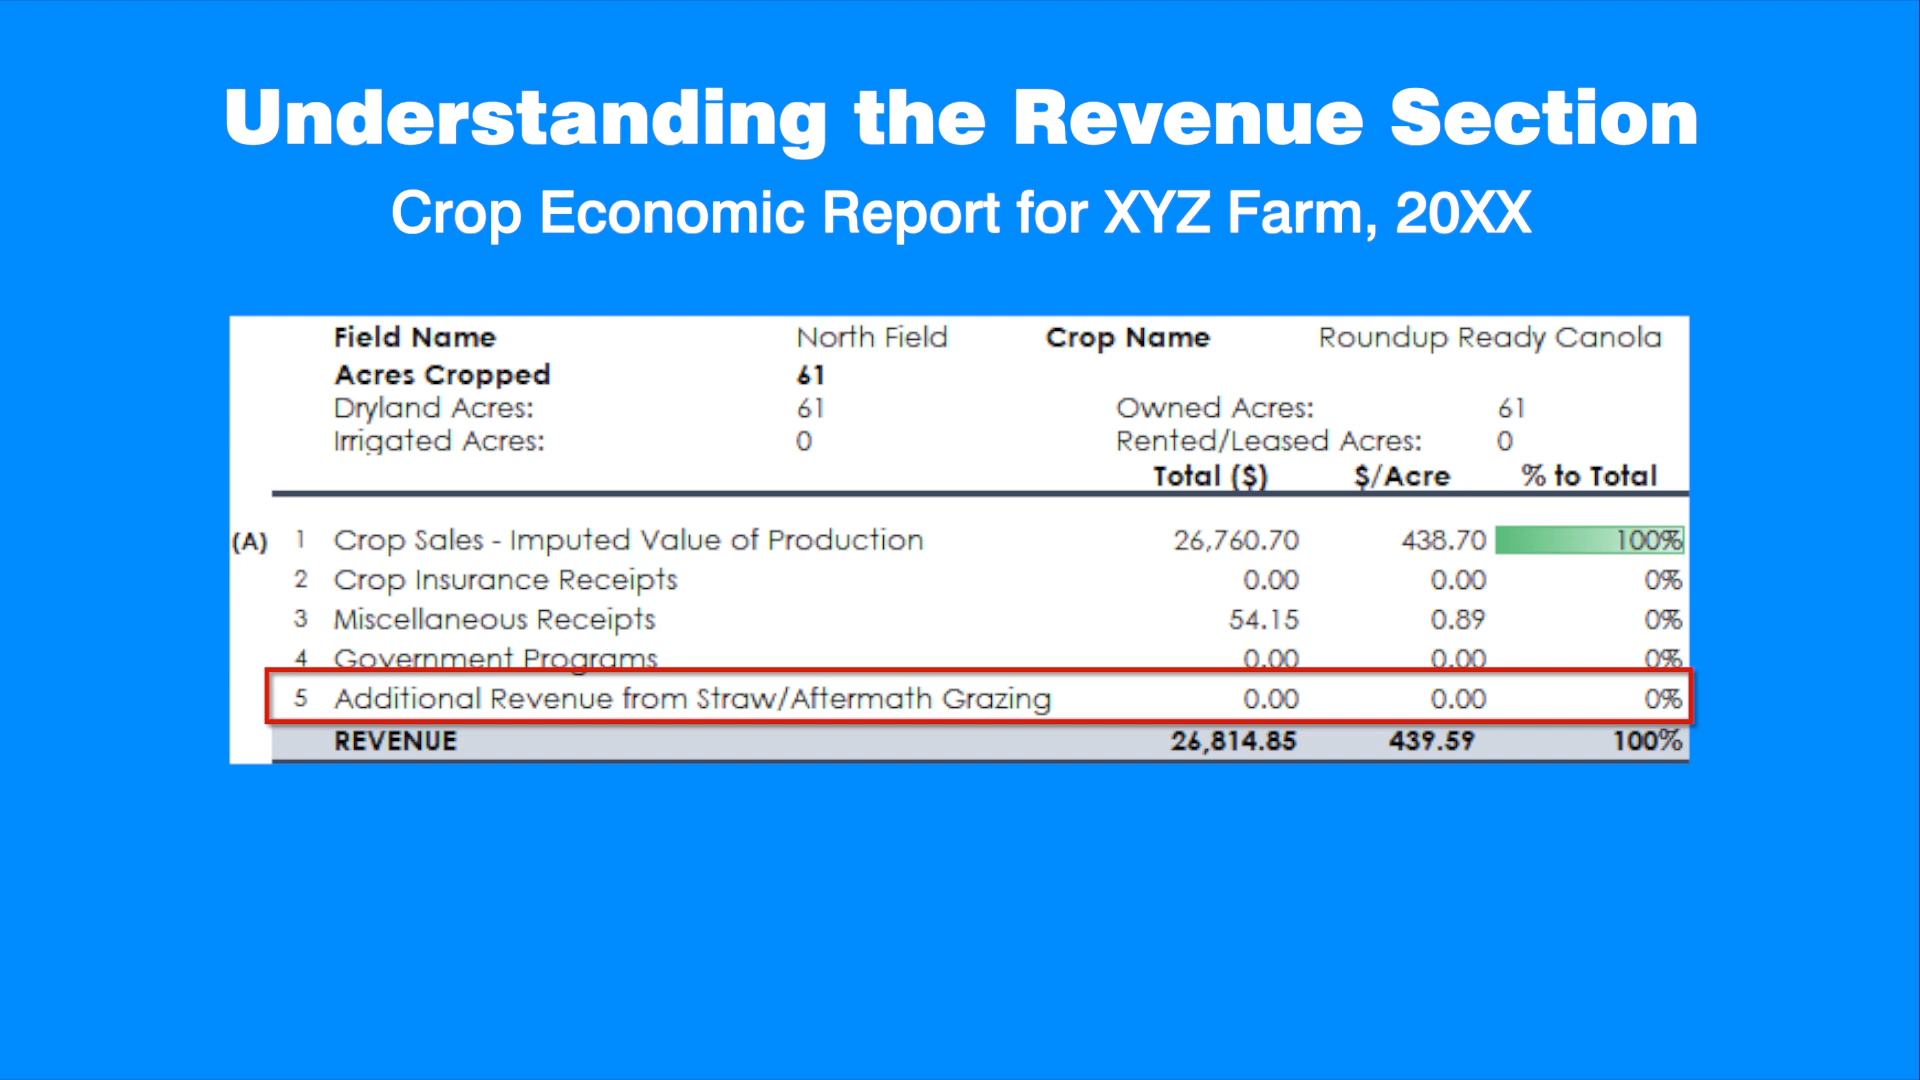 Understanding the Revenue Section
Crop Economic Report for XYZ Farm, 20XX
Field Name North Field Crop Name Roundup Ready Canola
Acres Cropped 61
Dryland Acres: 61 Owned Acres: 61
Irrigated Acres: 0 Rented/Leased Acres: 0
Total ($) $/Acre % to Total
(A) 1 Crop Sales - Imputed Value of Production 26,760.70 438.70 100%
2 Crop Insurance Receipts 0.00 0.00 0%
3 Miscellaneous Receipts 54.15 0.89 0%
4 Government Programs 0.00 0.00 0%
5 Additional Revenue from Straw/Aftermath Grazing 0.00 0.00 0%
REVENUE 26,814.85 439.59 100%